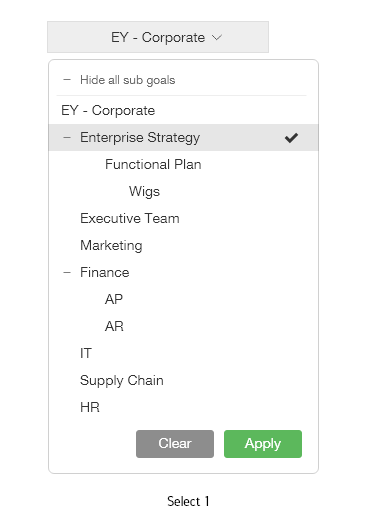 EY - Corporate
– Hide all sub goals
EY - Corporate
– Enterprise Strategy
Functional Plan
Wigs
Executive Team
Marketing
– Finance
AP
AR
IT
Supply Chain
HR
Clear Apply
Select 1